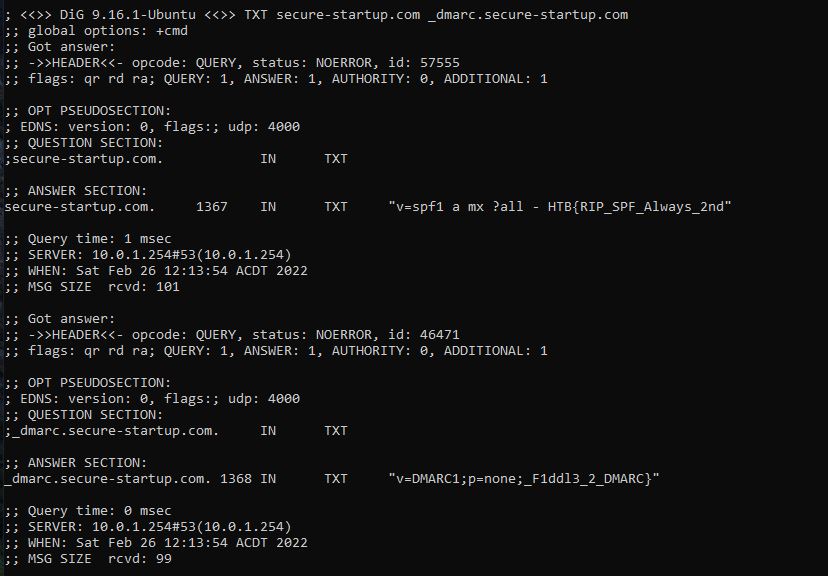 ; <<>> DiG 9.16.1-Ubuntu <<>> TXT secure-startup.com _dmarc.secure-startup.com
;; global options: +cmd
;; Got answer:
;; ->>HEADER<<- opcode: QUERY, status: NOERROR, id: 57555
;; flags: qr rd ra; QUERY: 1, ANSWER: 1, AUTHORITY: 0, ADDITIONAL: 1

;; OPT PSEUDOSECTION:
; EDNS: version: 0, flags:; udp: 4000
;; QUESTION SECTION:
;secure-startup.com.            IN      TXT

;; ANSWER SECTION:
secure-startup.com.     1367    IN      TXT     "v=spf1 a mx ?all - HTB{RIP_SPF_Always_2nd"

;; Query time: 1 msec
;; SERVER: 10.0.1.254#53(10.0.1.254)
;; WHEN: Sat Feb 26 12:13:54 ACDT 2022
;; MSG SIZE  rcvd: 101

;; Got answer:
;; ->>HEADER<<- opcode: QUERY, status: NOERROR, id: 46471
;; flags: qr rd ra; QUERY: 1, ANSWER: 1, AUTHORITY: 0, ADDITIONAL: 1

;; OPT PSEUDOSECTION:
; EDNS: version: 0, flags:; udp: 4000
;; QUESTION SECTION:
;_dmarc.secure-startup.com.     IN      TXT

;; ANSWER SECTION:
_dmarc.secure-startup.com. 1368 IN      TXT     "v=DMARC1;p=none;_F1ddl3_2_DMARC}"

;; Query time: 0 msec
;; SERVER: 10.0.1.254#53(10.0.1.254)
;; WHEN: Sat Feb 26 12:13:54 ACDT 2022
;; MSG SIZE  rcvd: 99